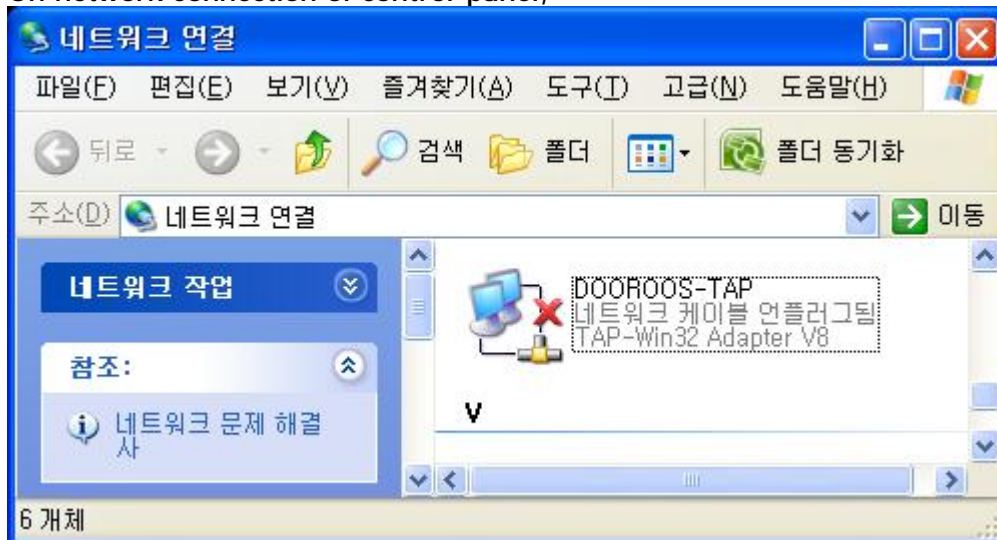 On network connection of control panel,
네트워크 연결
파일(F) 편집(E) 보기(V) 즐겨찾기(A) 도구(T) 고급(N) 도움말(H)
뒤로 검색 폴더 폴더 동기화
주소(D) 네트워크 연결 이동
네트워크 작업
참조:
네트워크 문제 해결
사
DOOROOS-TAP
네트워크 케이블 언플러그됨
TAP-Win32 Adapter V8
V
6 개체